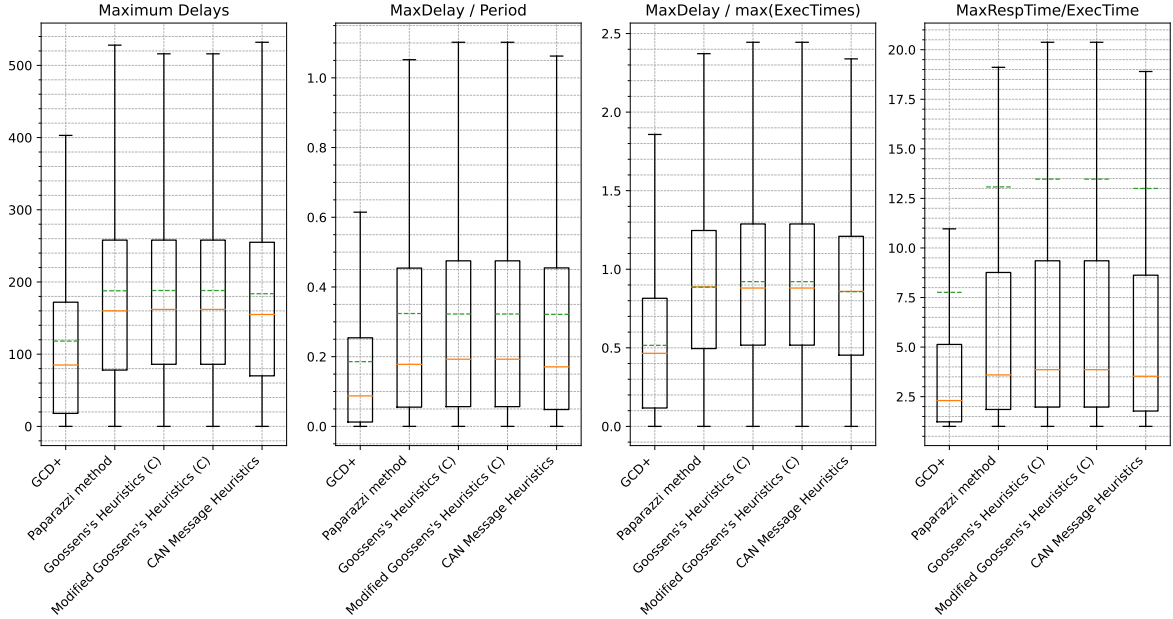 Maximum Delays
500
400
300
200
100
0
GCD+
Paparazzi method
Goossens's Heuristics (C)
Modified Goossens's Heuristics (C)
CAN Message Heuristics
MaxDelay / Period
1.0
0.8
0.6
0.4
0.2
0.0
GCD+
Paparazzi method
Goossens's Heuristics (C)
Modified Goossens's Heuristics (C)
CAN Message Heuristics
MaxDelay / max(ExecTimes)
2.5
2.0
1.5
1.0
0.5
0.0
GCD+
Paparazzi method
Goossens's Heuristics (C)
Modified Goossens's Heuristics (C)
CAN Message Heuristics
MaxRespTime/ExecTime
20.0
17.5
15.0
12.5
10.0
7.5
5.0
2.5
GCD+
Paparazzi method
Goossens's Heuristics (C)
Modified Goossens's Heuristics (C)
CAN Message Heuristics